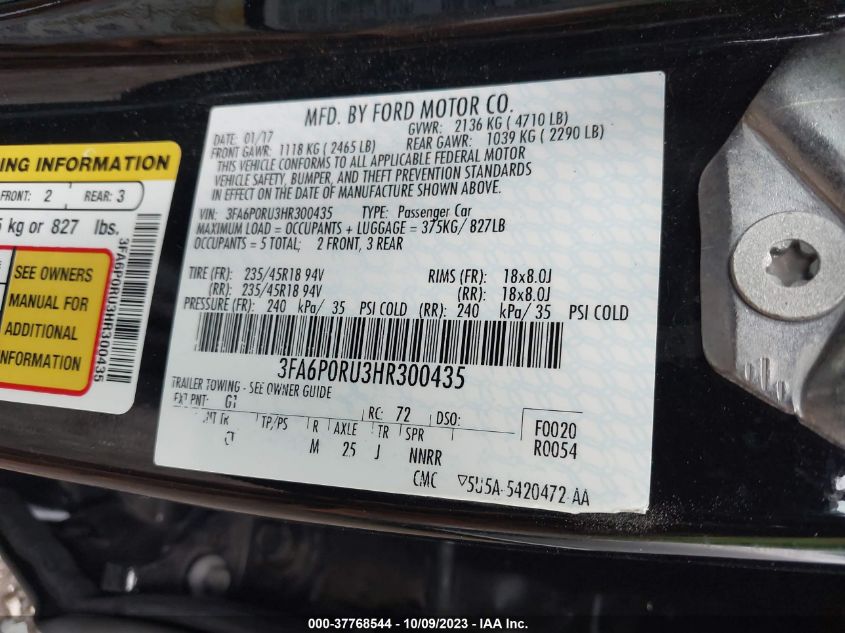 MFD. BY FORD MOTOR CO.
DATE: 01/17 GVWR: 2136 KG ( 4710 LB)
FRONT GAWR: 1118 KG ( 2465 LB) REAR GAWR: 1039 KG ( 2290 LB)
THIS VEHICLE CONFORMS TO ALL APPLICABLE FEDERAL MOTOR
VEHICLE SAFETY, BUMPER, AND THEFT PREVENTION STANDARDS
IN EFFECT ON THE DATE OF MANUFACTURE SHOWN ABOVE.
VIN: 3FA6P0RU3HR300435 TYPE: Passenger Car
MAXIMUM LOAD = OCCUPANTS + LUGGAGE = 375KG/ 827LB
OCCUPANTS = 5 TOTAL; 2 FRONT, 3 REAR
TIRE (FR): 235/45R18 94V RIMS (FR): 18x8.0J
(RR): 235/45R18 94V (RR): 18x8.0J
PRESSURE (FR): 240 kPa/ 35 PSI COLD (RR): 240 kPa/ 35 PSI COLD
3FA6P0RU3HR300435
TRAILER TOWING - SEE OWNER GUIDE
EXT PNT: G1 RC: 72 DSO:
TP/PS R AXLE TR SPR
M 25 J NNRR
F0020
R0054
CMC ▽5U5A-5420472-AA
NG INFORMATION
FRONT: 2 REAR: 3
5 kg or 827 lbs.
SEE OWNERS
MANUAL FOR
ADDITIONAL
INFORMATION
3FA6P0RU3HR300435
000-37768544 - 10/09/2023 - IAA Inc.